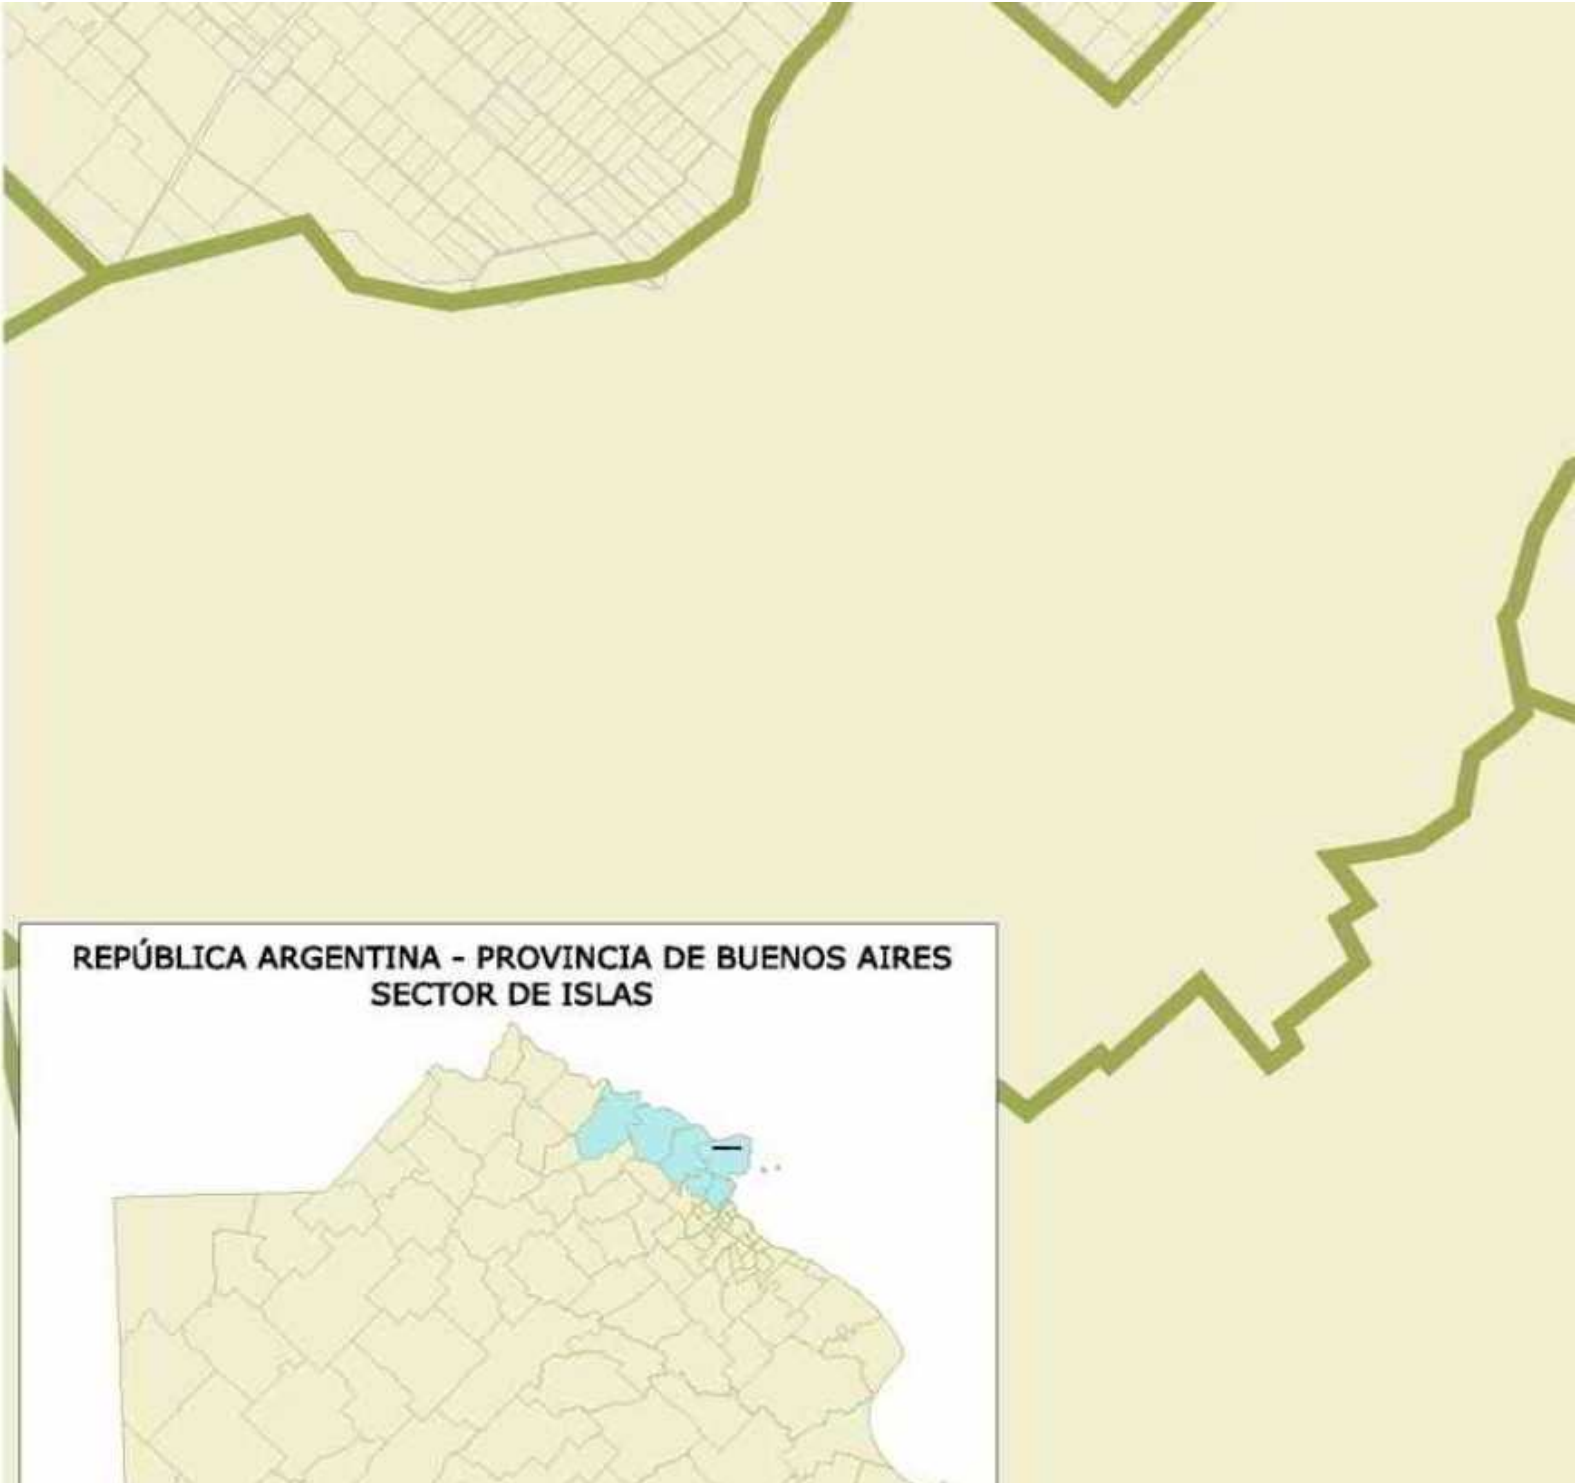 REPÚBLICA ARGENTINA - PROVINCIA DE BUENOS AIRES
SECTOR DE ISLAS